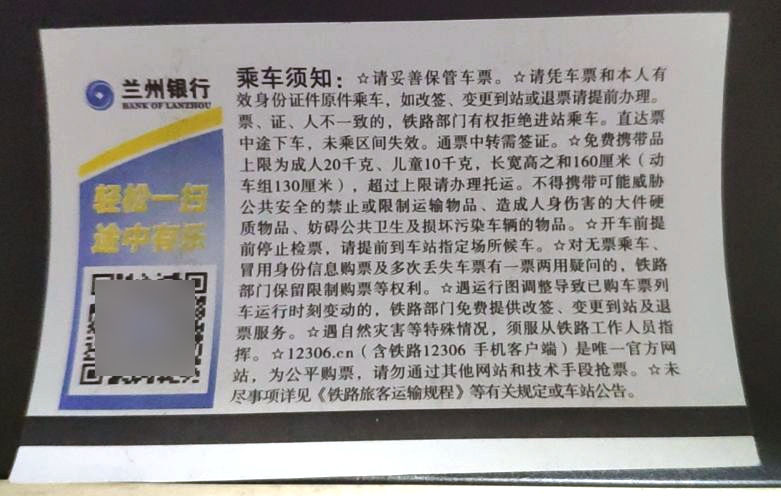 兰州银行
BANK OF LANZHOU
轻松一扫
途中有乐
乘车须知：☆请妥善保管车票。☆请凭车票和本人有
效身份证件原件乘车，如改签、变更到站或退票请提前办理。
票、证、人不一致的，铁路部门有权拒绝进站乘车。直达票
中途下车，未乘区间失效。通票中转需签证。☆免费携带品
上限为成人20千克、儿童10千克，长宽高之和160厘米（动
车组130厘米），超过上限请办理托运。不得携带可能威胁
公共安全的禁止或限制运输物品、造成人身伤害的大件硬
质物品、妨碍公共卫生及损坏污染车辆的物品。☆开车前提
前停止检票，请提前到车站指定场所候车。☆对无票乘车、
冒用身份信息购票及多次丢失车票有一票两用疑问的，铁路
部门保留限制购票等权利。☆遇运行图调整导致已购车票列
车运行时刻变动的，铁路部门免费提供改签、变更到站及退
票服务。☆遇自然灾害等特殊情况，须服从铁路工作人员指
挥。☆12306.cn（含铁路12306 手机客户端）是唯一官方网
站，为公平购票，请勿通过其他网站和技术手段抢票。☆未
尽事项详见《铁路旅客运输规程》等有关规定或车站公告。